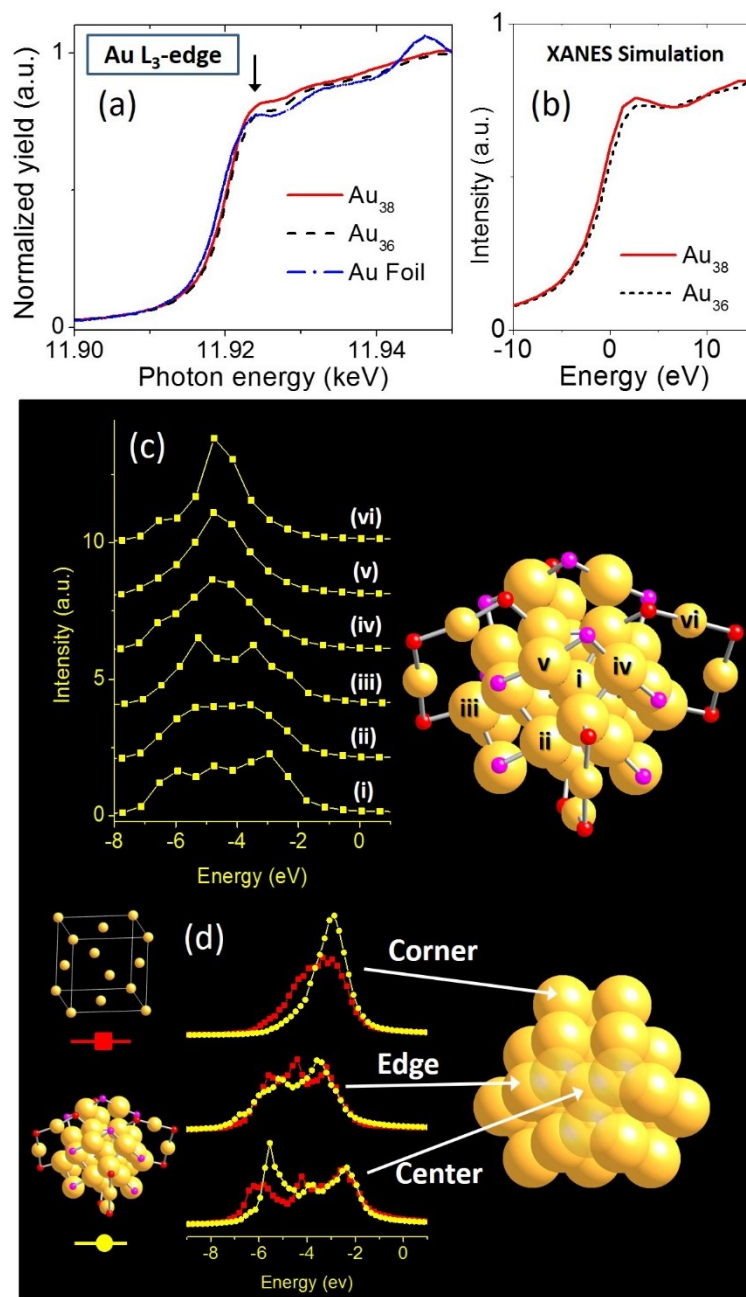 Au L3-edge
(a)
1
0
Normalized yield (a.u.)
Au38
Au36
Au Foil
11.90 11.92 11.94
Photon energy (keV)
XANES Simulation
(b)
1
0
Intensity (a.u.)
Au38
Au36
-10 0 10
Energy (eV)
(c)
10
5
0
Intensity (a.u.)
(vi)
(v)
(iv)
(iii)
(ii)
(i)
-8 -6 -4 -2 0
Energy (eV)
vi
v
iv
i
iii
ii
(d)
Corner
Edge
Center
-8 -6 -4 -2 0
Energy (ev)